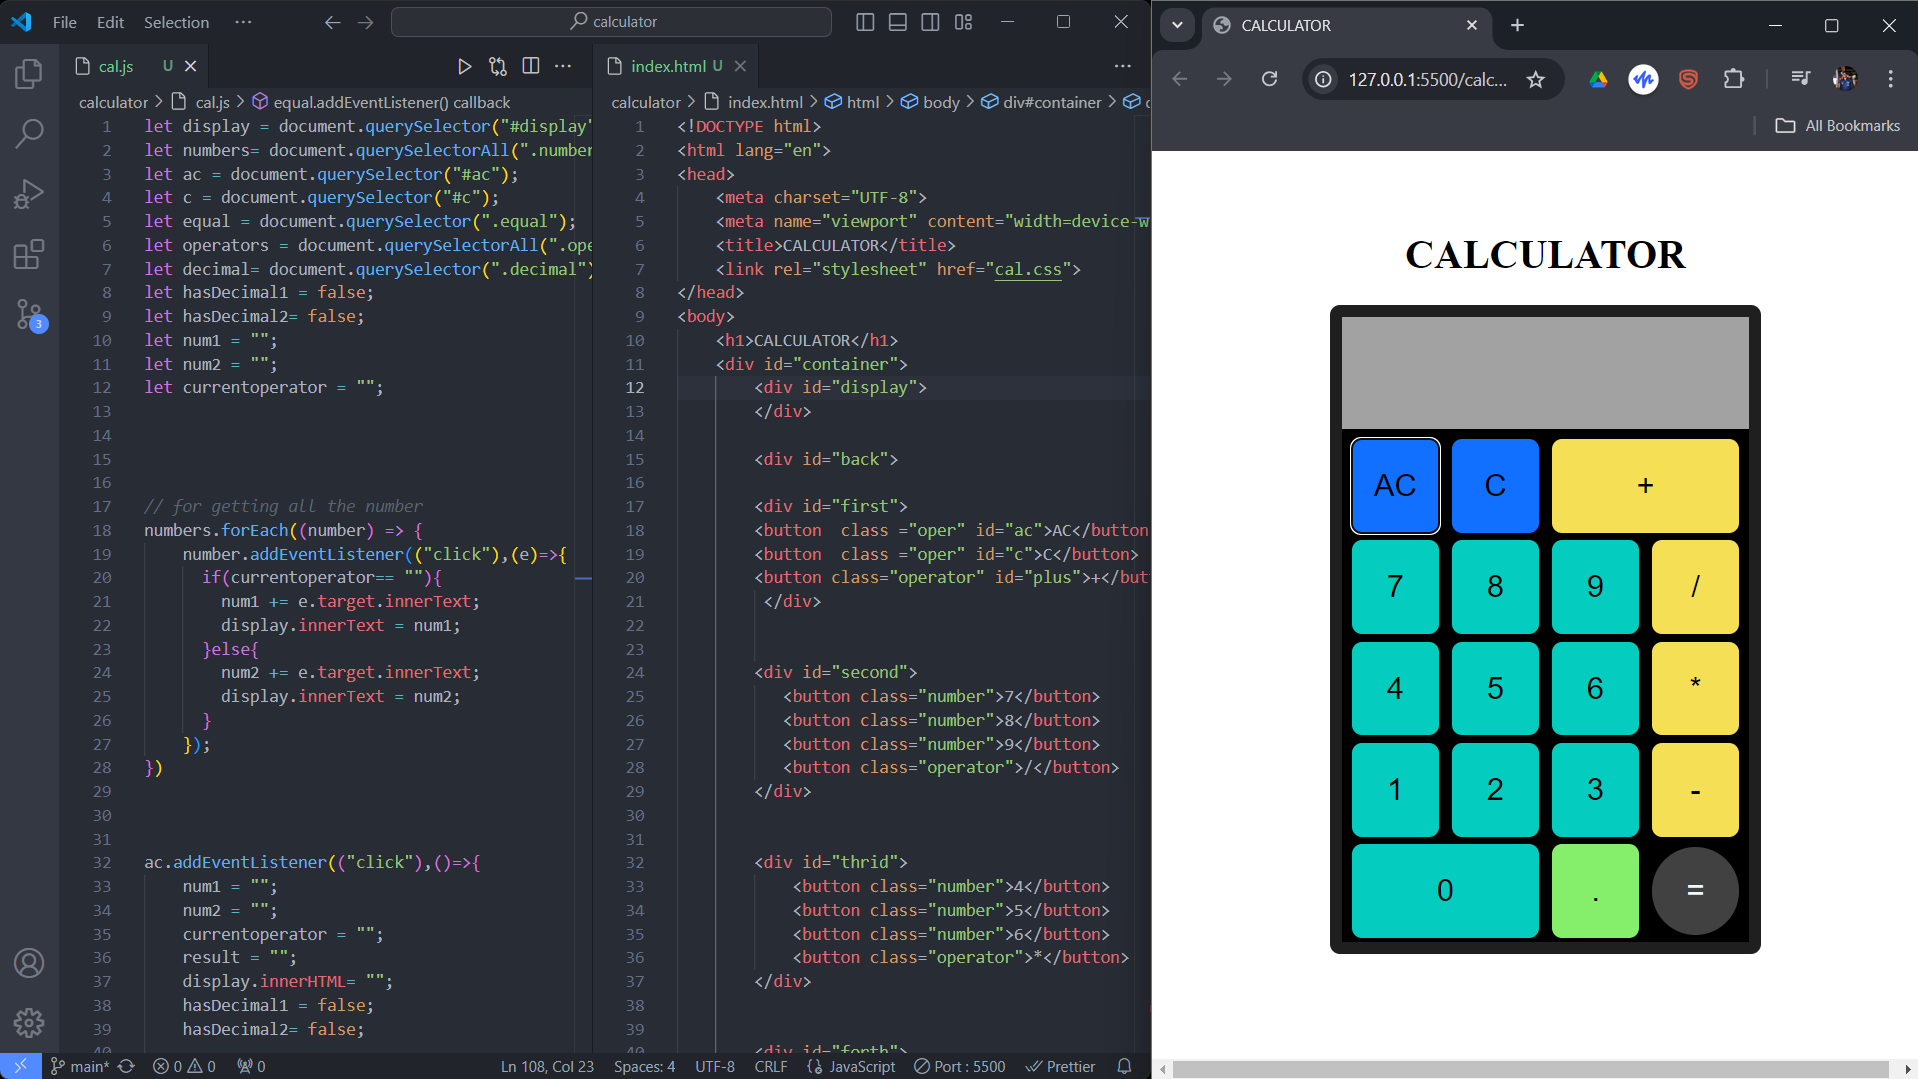 File Edit Selection ··· calculator
cal.js U
calculator > cal.js > equal.addEventListener() callback
1 let display = document.querySelector("#display"
2 let numbers= document.querySelectorAll(".number
3 let ac = document.querySelector("#ac");
4 let c = document.querySelector("#c");
5 let equal = document.querySelector(".equal");
6 let operators = document.querySelectorAll(".ope
7 let decimal= document.querySelector(".decimal")
8 let hasDecimal1 = false;
9 let hasDecimal2= false;
10 let num1 = "";
11 let num2 = "";
12 let currentoperator = "";
13
14
15
16
17 // for getting all the number
18 numbers.forEach((number) => {
19 number.addEventListener(("click"),(e)=>{
20 if(currentoperator== ""){
21 num1 += e.target.innerText;
22 display.innerText = num1;
23 }else{
24 num2 += e.target.innerText;
25 display.innerText = num2;
26 }
27 });
28 })
29
30
31
32 ac.addEventListener(("click"),()=>{
33 num1 = "";
34 num2 = "";
35 currentoperator = "";
36 result = "";
37 display.innerHTML= "";
38 hasDecimal1 = false;
39 hasDecimal2= false;
40
index.html U
calculator > index.html > html > body > div#container >
1 <!DOCTYPE html>
2 <html lang="en">
3 <head>
4 <meta charset="UTF-8">
5 <meta name="viewport" content="width=device-w
6 <title>CALCULATOR</title>
7 <link rel="stylesheet" href="cal.css">
8 </head>
9 <body>
10 <h1>CALCULATOR</h1>
11 <div id="container">
12 <div id="display">
13 </div>
14
15 <div id="back">
16
17 <div id="first">
18 <button class ="oper" id="ac">AC</button
19 <button class ="oper" id="c">C</button>
20 <button class="operator" id="plus">+</but
21 </div>
22
23
24 <div id="second">
25 <button class="number">7</button>
26 <button class="number">8</button>
27 <button class="number">9</button>
28 <button class="operator">/</button>
29 </div>
30
31
32 <div id="thrid">
33 <button class="number">4</button>
34 <button class="number">5</button>
35 <button class="number">6</button>
36 <button class="operator">*</button>
37 </div>
38
39
40 <div id="forth">
3
main* 0 0 0 Ln 108, Col 23 Spaces: 4 UTF-8 CRLF {} JavaScript Port : 5500 Prettier
CALCULATOR
127.0.0.1:5500/calc...
All Bookmarks
CALCULATOR
AC C +
7 8 9 /
4 5 6 *
1 2 3 -
0 . =